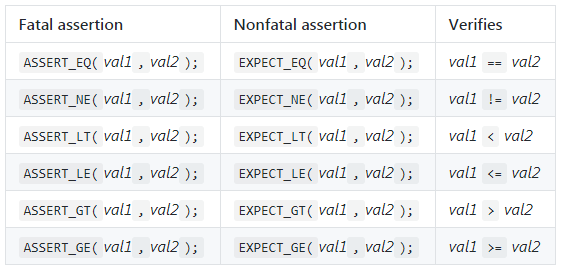 Fatal assertion Nonfatal assertion Verifies
ASSERT_EQ( val1 , val2 ); EXPECT_EQ( val1 , val2 ); val1 == val2
ASSERT_NE( val1 , val2 ); EXPECT_NE( val1 , val2 ); val1 != val2
ASSERT_LT( val1 , val2 ); EXPECT_LT( val1 , val2 ); val1 < val2
ASSERT_LE( val1 , val2 ); EXPECT_LE( val1 , val2 ); val1 <= val2
ASSERT_GT( val1 , val2 ); EXPECT_GT( val1 , val2 ); val1 > val2
ASSERT_GE( val1 , val2 ); EXPECT_GE( val1 , val2 ); val1 >= val2